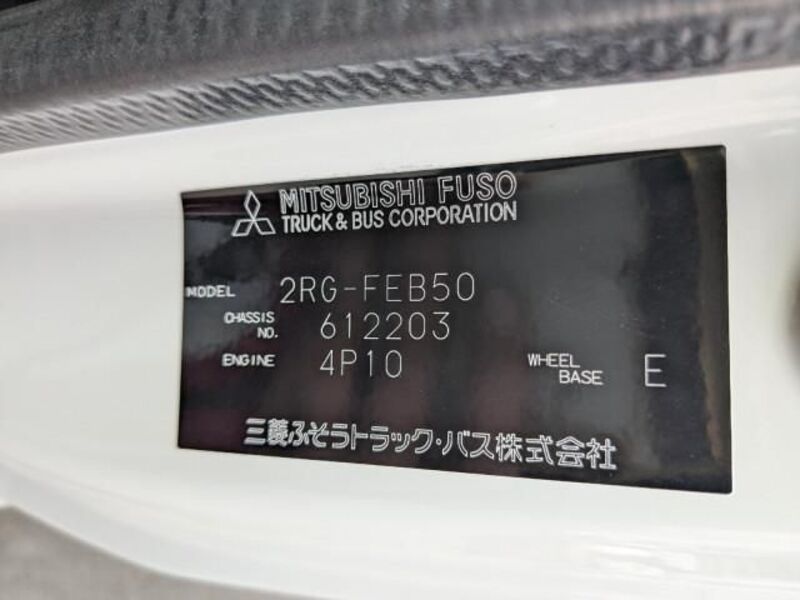 MITSUBISHI FUSO
TRUCK & BUS CORPORATION
MODEL 2RG-FEB50
CHASSIS NO. 612203
ENGINE 4P10 WHEEL BASE E
三菱ふそうトラック・バス株式会社